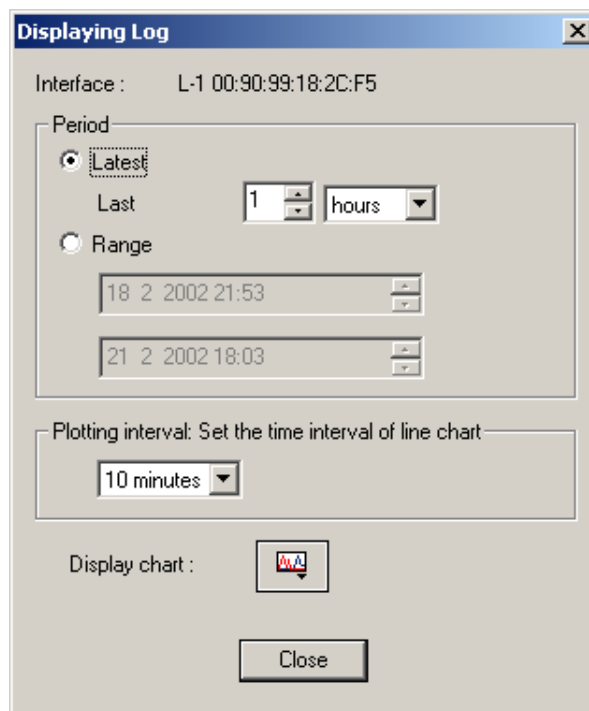 Displaying Log
Interface : L-1 00:90:99:18:2C:F5
Period
Latest
Last 1 hours
Range
18 2 2002 21:53
21 2 2002 18:03
Plotting interval: Set the time interval of line chart
10 minutes
Display chart :
Close